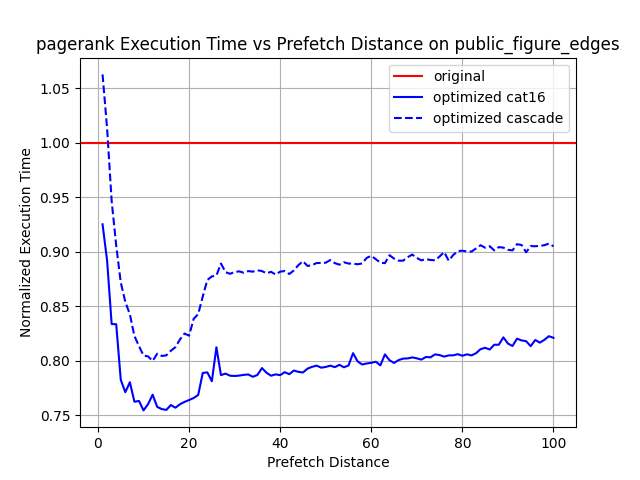 pagerank Execution Time vs Prefetch Distance on public_figure_edges
original
optimized cat16
optimized cascade
Normalized Execution Time
1.05
1.00
0.95
0.90
0.85
0.80
0.75
0 20 40 60 80 100
Prefetch Distance